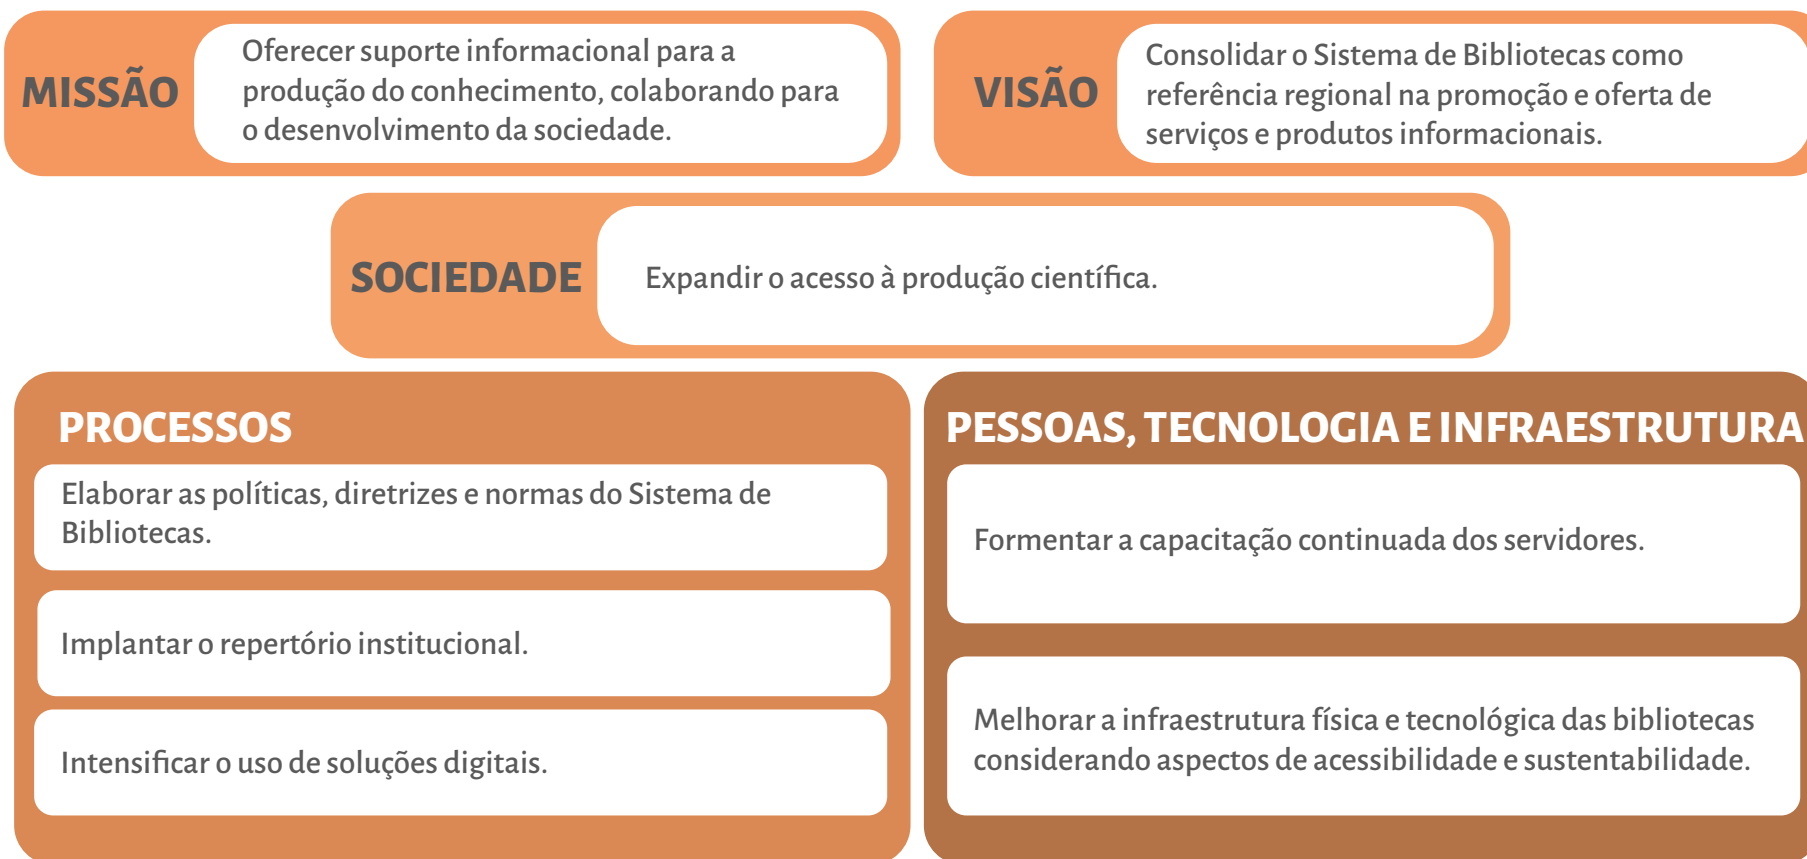 MISSÃO
Oferecer suporte informacional para a
produção do conhecimento, colaborando para
o desenvolvimento da sociedade.
VISÃO
Consolidar o Sistema de Bibliotecas como
referência regional na promoção e oferta de
serviços e produtos informacionais.
SOCIEDADE
Expandir o acesso à produção científica.
PROCESSOS
Elaborar as políticas, diretrizes e normas do Sistema de
Bibliotecas.
Implantar o repertório institucional.
Intensificar o uso de soluções digitais.
PESSOAS, TECNOLOGIA E INFRAESTRUTURA
Formentar a capacitação continuada dos servidores.
Melhorar a infraestrutura física e tecnológica das bibliotecas
considerando aspectos de acessibilidade e sustentabilidade.